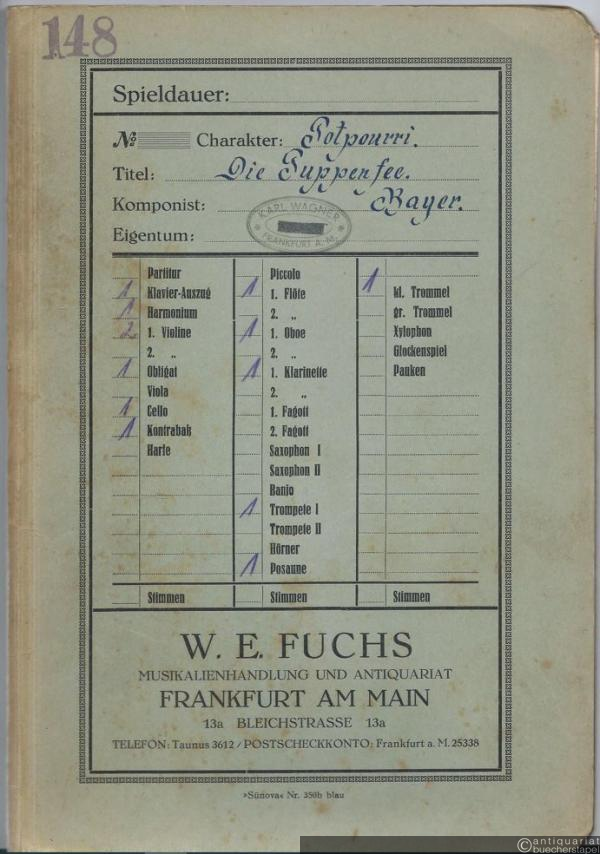 148
Spieldauer:
№ Charakter: Potpourri.
Titel: Die Puppenfee.
Komponist: Bayer.
Eigentum:
KARL WAGNER
FRANKFURT A. M.
Partitur
1 Klavier-Auszug
1 Harmonium
2 1. Violine
2. „
1 Obligat
Viola
1 Cello
1 Kontrabaß
Harfe
Stimmen
Piccolo
1 1. Flöte
2. „
1 1. Oboe
2. „
1 1. Klarinette
2. „
1. Fagott
2. Fagott
Saxophon I
Saxophon II
Banjo
1 Trompete I
Trompete II
Hörner
1 Posaune
Stimmen
1 kl. Trommel
gr. Trommel
Xylophon
Glockenspiel
Pauken
Stimmen
W. E. FUCHS
MUSIKALIENHANDLUNG UND ANTIQUARIAT
FRANKFURT AM MAIN
13a BLEICHSTRASSE 13a
TELEFON: Taunus 3612 / POSTSCHECKKONTO: Frankfurt a. M. 25338
»Sünova« Nr. 350b blau
©antiquariat
buecherstapel